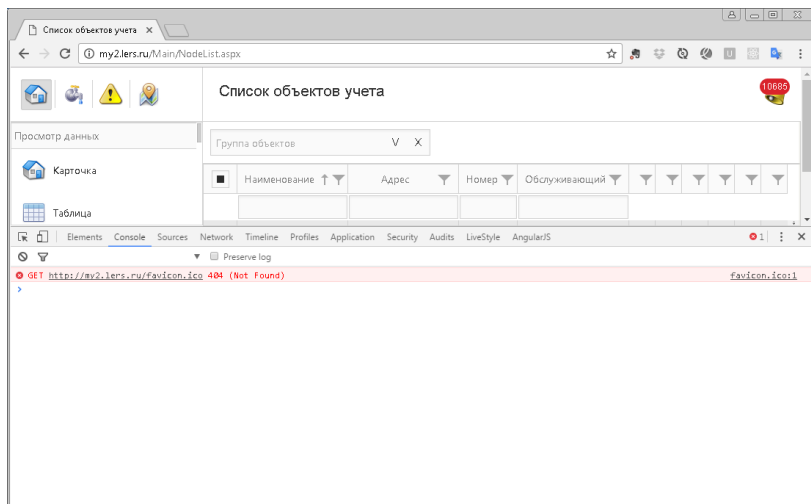 Список объектов учета
my2.lers.ru/Main/NodeList.aspx
Список объектов учета
10685
Просмотр данных
Группа объектов V X
Карточка
Наименование Адрес Номер Обслуживающий
Таблица
Elements Console Sources Network Timeline Profiles Application Security Audits LiveStyle AngularJS 1
Preserve log
GET http://my2.lers.ru/favicon.ico 404 (Not Found) favicon.ico:1